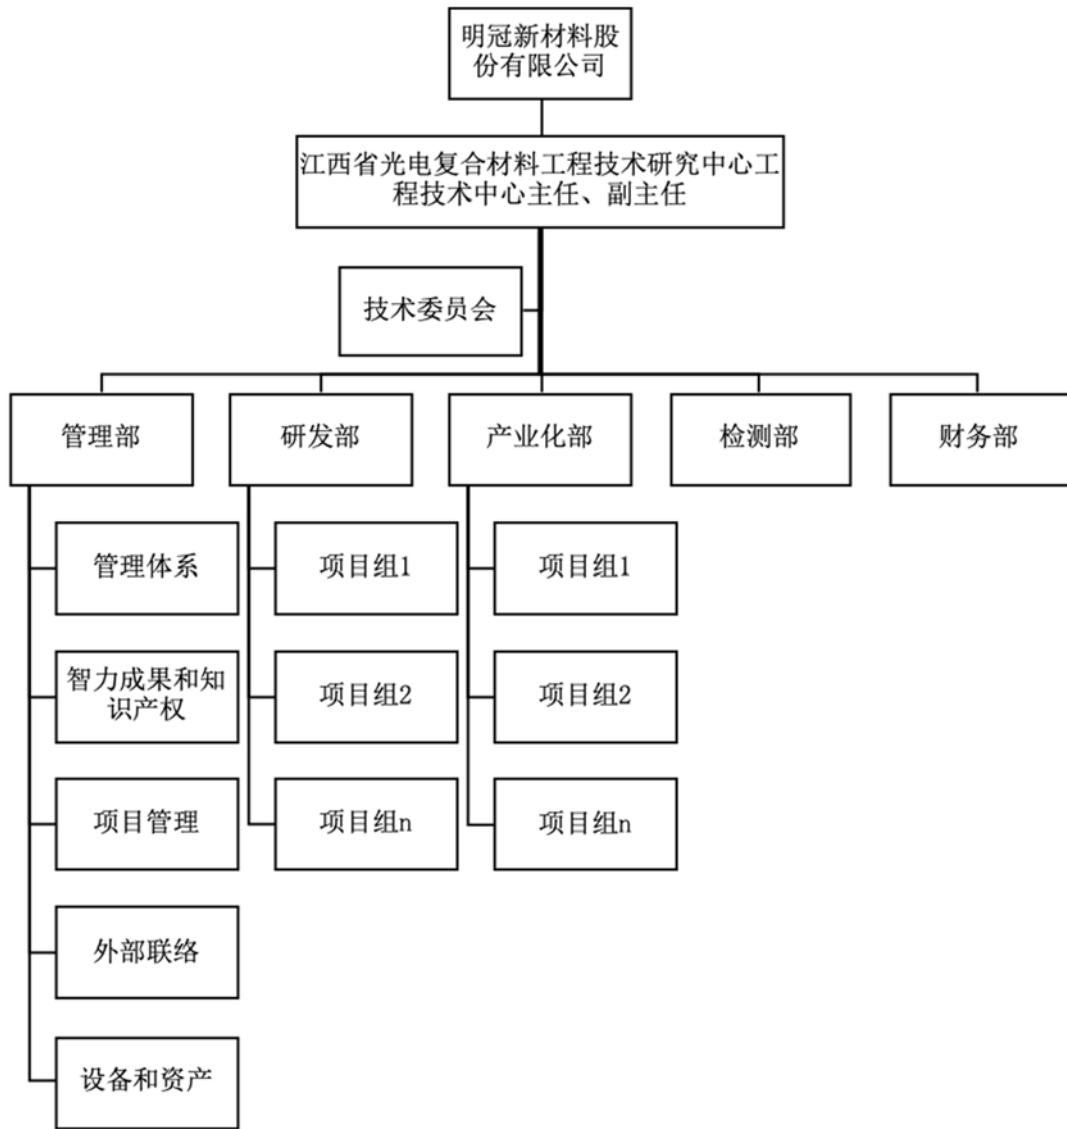 明冠新材料股
份有限公司
江西省光电复合材料工程技术研究中心工
程技术中心主任、副主任
技术委员会
管理部
研发部
产业化部
检测部
财务部
管理体系
项目组1
项目组1
智力成果和知
识产权
项目组2
项目组2
项目管理
项目组n
项目组n
外部联络
设备和资产